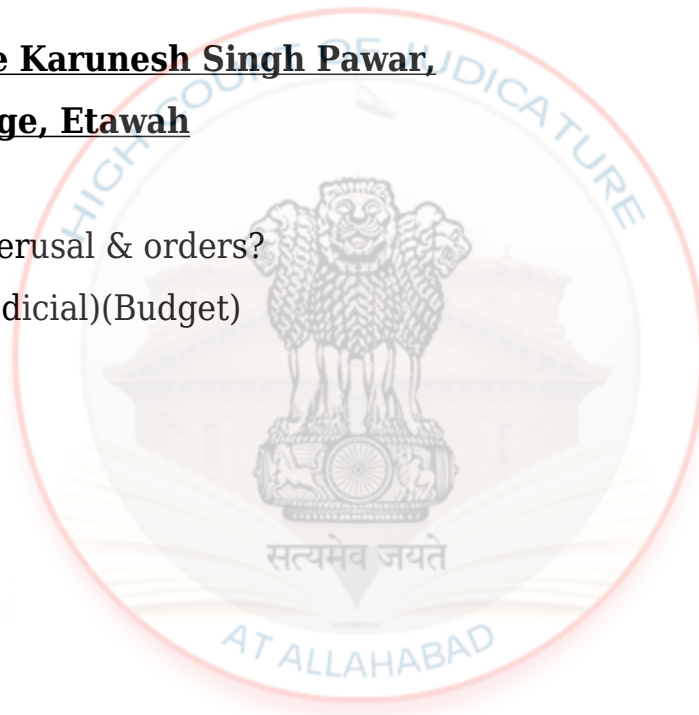 e Karunesh Singh Pawar,
ge, Etawah
erusal & orders?
dicial)(Budget)
HIGH COURT OF JUDICATURE
सत्यमेव जयते
AT ALLAHABAD